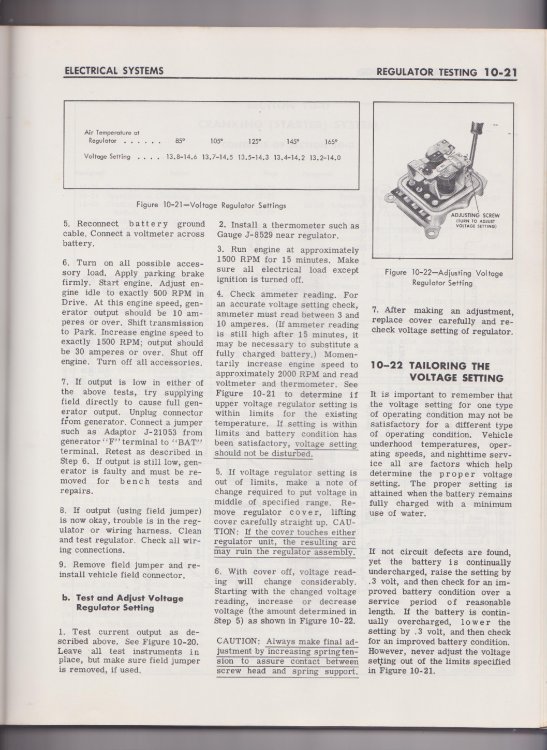 ELECTRICAL SYSTEMS
REGULATOR TESTING 10-21
Air Temperature at
Regulator . . . . . . 85° 105° 125° 145° 165°
Voltage Setting . . . . 13.8-14.6 13.7-14.5 13.5-14.3 13.4-14.2 13.2-14.0
Figure 10-21—Voltage Regulator Settings
5. Reconnect battery ground
cable. Connect a voltmeter across
battery.
6. Turn on all possible acces-
sory load. Apply parking brake
firmly. Start engine. Adjust en-
gine idle to exactly 500 RPM in
Drive. At this engine speed, gen-
erator output should be 10 am-
peres or over. Shift transmission
to Park. Increase engine speed to
exactly 1500 RPM; output should
be 30 amperes or over. Shut off
engine. Turn off all accessories.
7. If output is low in either of
the above tests, try supplying
field directly to cause full gen-
erator output. Unplug connector
from generator. Connect a jumper
such as Adaptor J-21053 from
generator "F" terminal to "BAT"
terminal. Retest as described in
Step 6. If output is still low, gen-
erator is faulty and must be re-
moved for bench tests and
repairs.
8. If output (using field jumper)
is now okay, trouble is in the reg-
ulator or wiring harness. Clean
and test regulator. Check all wir-
ing connections.
9. Remove field jumper and re-
install vehicle field connector.
b. Test and Adjust Voltage
Regulator Setting
1. Test current output as de-
scribed above. See Figure 10-20.
Leave all test instruments in
place, but make sure field jumper
is removed, if used.
2. Install a thermometer such as
Gauge J-8529 near regulator.
3. Run engine at approximately
1500 RPM for 15 minutes. Make
sure all electrical load except
ignition is turned off.
4. Check ammeter reading. For
an accurate voltage setting check,
ammeter must read between 3 and
10 amperes. (If ammeter reading
is still high after 15 minutes, it
may be necessary to substitute a
fully charged battery.) Momen-
tarily increase engine speed to
approximately 2000 RPM and read
voltmeter and thermometer. See
Figure 10-21 to determine if
upper voltage regulator setting is
within limits for the existing
temperature. If setting is within
limits and battery condition has
been satisfactory, voltage setting
should not be disturbed.
5. If voltage regulator setting is
out of limits, make a note of
change required to put voltage in
middle of specified range. Re-
move regulator cover, lifting
cover carefully straight up. CAU-
TION: If the cover touches either
regulator unit, the resulting arc
may ruin the regulator assembly.
6. With cover off, voltage read-
ing will change considerably.
Starting with the changed voltage
reading, increase or decrease
voltage (the amount determined in
Step 5) as shown in Figure 10-22.
CAUTION: Always make final ad-
justment by increasing spring ten-
sion to assure contact between
screw head and spring support.
ADJUSTING SCREW
(TURN TO ADJUST
VOLTAGE SETTING)
Figure 10-22—Adjusting Voltage
Regulator Setting
7. After making an adjustment,
replace cover carefully and re-
check voltage setting of regulator.
10-22 TAILORING THE
VOLTAGE SETTING
It is important to remember that
the voltage setting for one type
of operating condition may not be
satisfactory for a different type
of operating condition. Vehicle
underhood temperatures, oper-
ating speeds, and nighttime serv-
ice all are factors which help
determine the proper voltage
setting. The proper setting is
attained when the battery remains
fully charged with a minimum
use of water.
If not circuit defects are found,
yet the battery is continually
undercharged, raise the setting by
.3 volt, and then check for an im-
proved battery condition over a
service period of reasonable
length. If the battery is contin-
ually overcharged, lower the
setting by .3 volt, and then check
for an improved battery condition.
However, never adjust the voltage
setting out of the limits specified
in Figure 10-21.